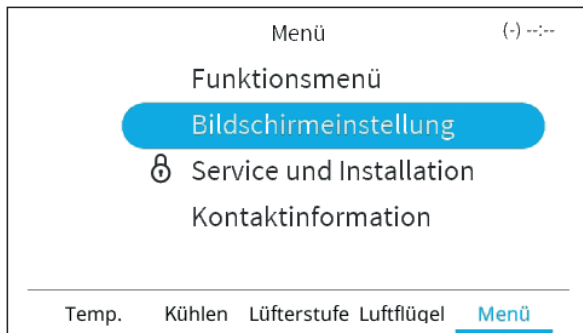 Menü (-) --:--
Funktionsmenü
Bildschirmeinstellung
Service und Installation
Kontaktinformation
Temp. Kühlen Lüfterstufe Luftflügel Menü